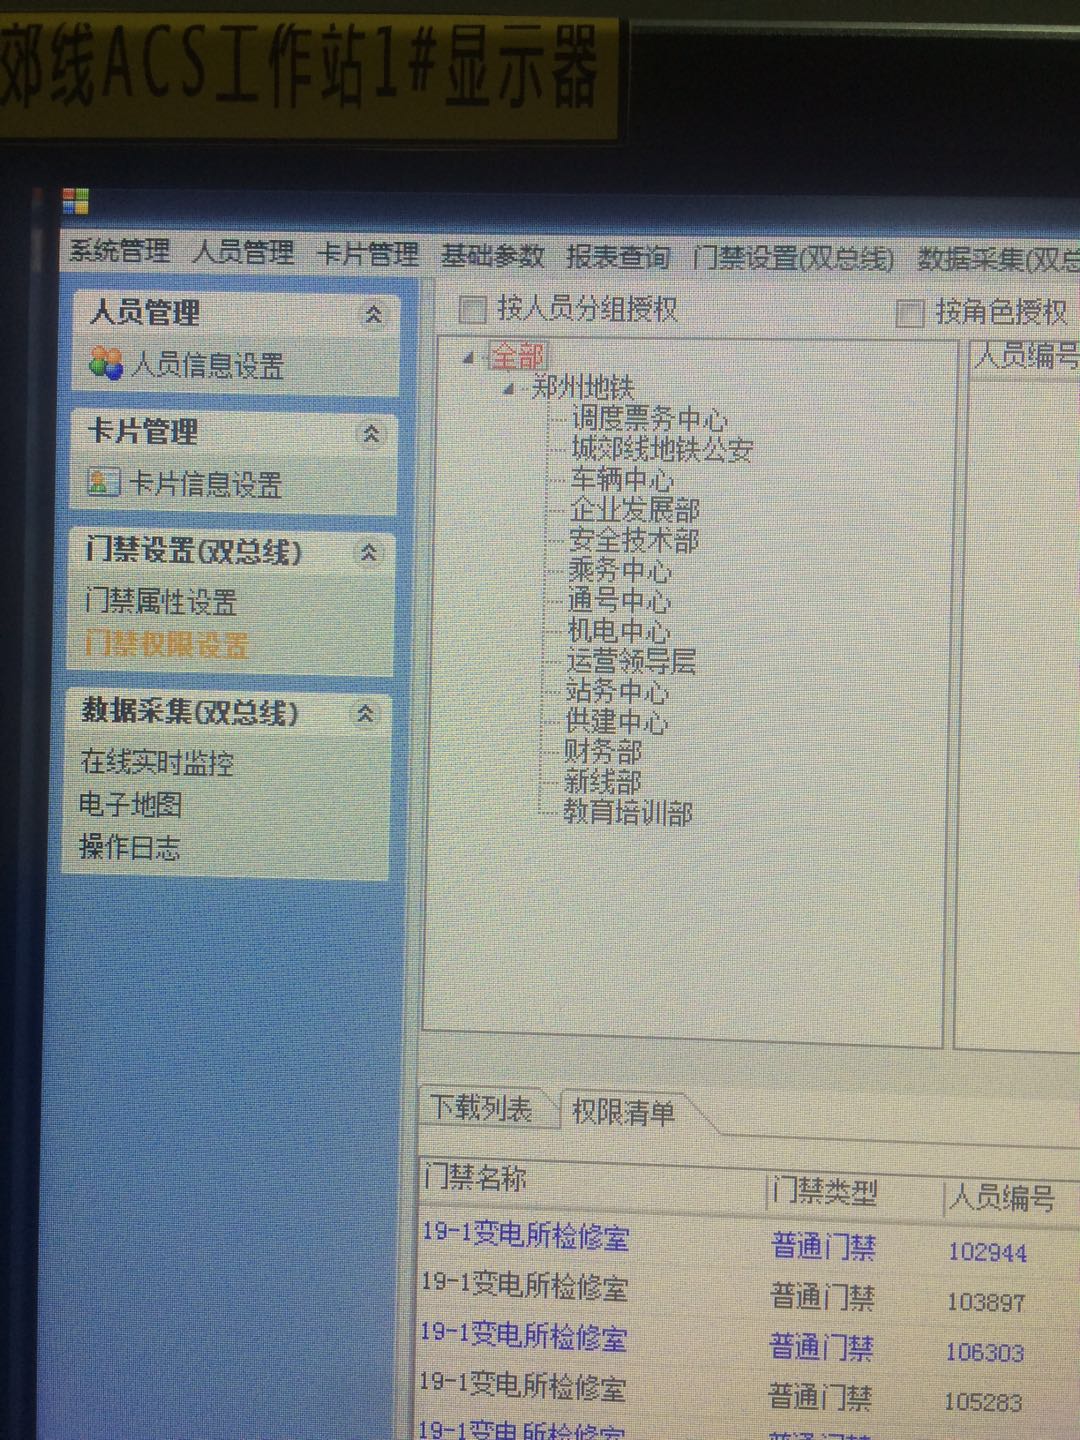 郊线ACS工作站1#显示器
系统管理 人员管理 卡片管理 基础参数 报表查询 门禁设置(双总线) 数据采集(双总
人员管理
人员信息设置
卡片管理
卡片信息设置
门禁设置(双总线)
门禁属性设置
门禁权限设置
数据采集(双总线)
在线实时监控
电子地图
操作日志
按人员分组授权 按角色授权
全部
郑州地铁
调度票务中心
城郊线地铁公安
车辆中心
企业发展部
安全技术部
乘务中心
通号中心
机电中心
运营领导层
站务中心
供建中心
财务部
新线部
教育培训部
人员编号
下载列表 权限清单
门禁名称 门禁类型 人员编号
19-1变电所检修室 普通门禁 102944
19-1变电所检修室 普通门禁 103897
19-1变电所检修室 普通门禁 106303
19-1变电所检修室 普通门禁 105283
19-1变电所检修室 普通门禁